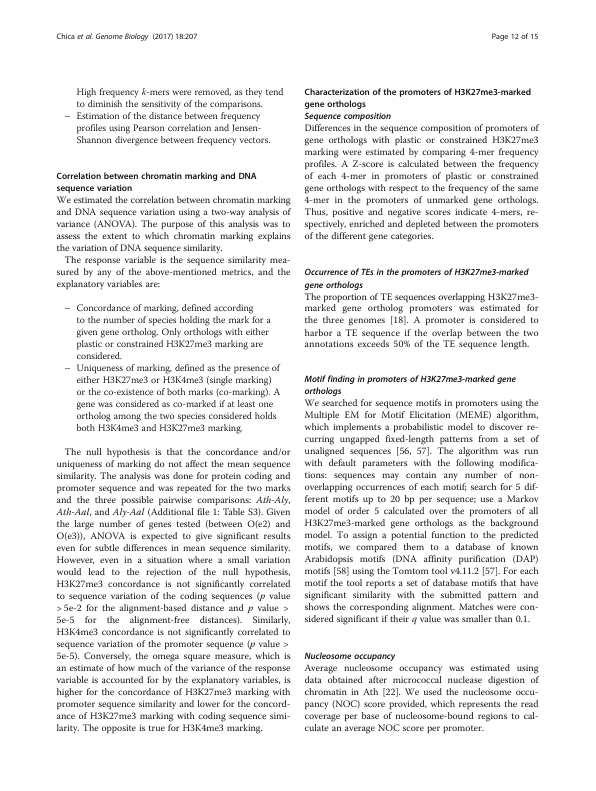 Chica et al. Genome Biology (2017) 18:207
Page 12 of 15
High frequency k-mers were removed, as they tend
to diminish the sensitivity of the comparisons.
– Estimation of the distance between frequency
profiles using Pearson correlation and Jensen-
Shannon divergence between frequency vectors.
Correlation between chromatin marking and DNA
sequence variation
We estimated the correlation between chromatin marking
and DNA sequence variation using a two-way analysis of
variance (ANOVA). The purpose of this analysis was to
assess the extent to which chromatin marking explains
the variation of DNA sequence similarity.
The response variable is the sequence similarity mea-
sured by any of the above-mentioned metrics, and the
explanatory variables are:
– Concordance of marking, defined according
to the number of species holding the mark for a
given gene ortholog. Only orthologs with either
plastic or constrained H3K27me3 marking are
considered.
– Uniqueness of marking, defined as the presence of
either H3K27me3 or H3K4me3 (single marking)
or the co-existence of both marks (co-marking). A
gene was considered as co-marked if at least one
ortholog among the two species considered holds
both H3K4me3 and H3K27me3 marking.
The null hypothesis is that the concordance and/or
uniqueness of marking do not affect the mean sequence
similarity. The analysis was done for protein coding and
promoter sequence and was repeated for the two marks
and the three possible pairwise comparisons: Ath-Aly,
Ath-Aal, and Aly-Aal (Additional file 1: Table S3). Given
the large number of genes tested (between O(e2) and
O(e3)), ANOVA is expected to give significant results
even for subtle differences in mean sequence similarity.
However, even in a situation where a small variation
would lead to the rejection of the null hypothesis,
H3K27me3 concordance is not significantly correlated
to sequence variation of the coding sequences (p value
> 5e-2 for the alignment-based distance and p value >
5e-5 for the alignment-free distances). Similarly,
H3K4me3 concordance is not significantly correlated to
sequence variation of the promoter sequence (p value >
5e-5). Conversely, the omega square measure, which is
an estimate of how much of the variance of the response
variable is accounted for by the explanatory variables, is
higher for the concordance of H3K27me3 marking with
promoter sequence similarity and lower for the concord-
ance of H3K27me3 marking with coding sequence simi-
larity. The opposite is true for H3K4me3 marking.
Characterization of the promoters of H3K27me3-marked
gene orthologs
Sequence composition
Differences in the sequence composition of promoters of
gene orthologs with plastic or constrained H3K27me3
marking were estimated by comparing 4-mer frequency
profiles. A Z-score is calculated between the frequency
of each 4-mer in promoters of plastic or constrained
gene orthologs with respect to the frequency of the same
4-mer in the promoters of unmarked gene orthologs.
Thus, positive and negative scores indicate 4-mers, re-
spectively, enriched and depleted between the promoters
of the different gene categories.
Occurrence of TEs in the promoters of H3K27me3-marked
gene orthologs
The proportion of TE sequences overlapping H3K27me3-
marked gene ortholog promoters was estimated for
the three genomes [18]. A promoter is considered to
harbor a TE sequence if the overlap between the two
annotations exceeds 50% of the TE sequence length.
Motif finding in promoters of H3K27me3-marked gene
orthologs
We searched for sequence motifs in promoters using the
Multiple EM for Motif Elicitation (MEME) algorithm,
which implements a probabilistic model to discover re-
curring ungapped fixed-length patterns from a set of
unaligned sequences [56, 57]. The algorithm was run
with default parameters with the following modifica-
tions: sequences may contain any number of non-
overlapping occurrences of each motif; search for 5 dif-
ferent motifs up to 20 bp per sequence; use a Markov
model of order 5 calculated over the promoters of all
H3K27me3-marked gene orthologs as the background
model. To assign a potential function to the predicted
motifs, we compared them to a database of known
Arabidopsis motifs (DNA affinity purification (DAP)
motifs [58] using the Tomtom tool v4.11.2 [57]. For each
motif the tool reports a set of database motifs that have
significant similarity with the submitted pattern and
shows the corresponding alignment. Matches were con-
sidered significant if their q value was smaller than 0.1.
Nucleosome occupancy
Average nucleosome occupancy was estimated using
data obtained after micrococcal nuclease digestion of
chromatin in Ath [22]. We used the nucleosome occu-
pancy (NOC) score provided, which represents the read
coverage per base of nucleosome-bound regions to cal-
culate an average NOC score per promoter.